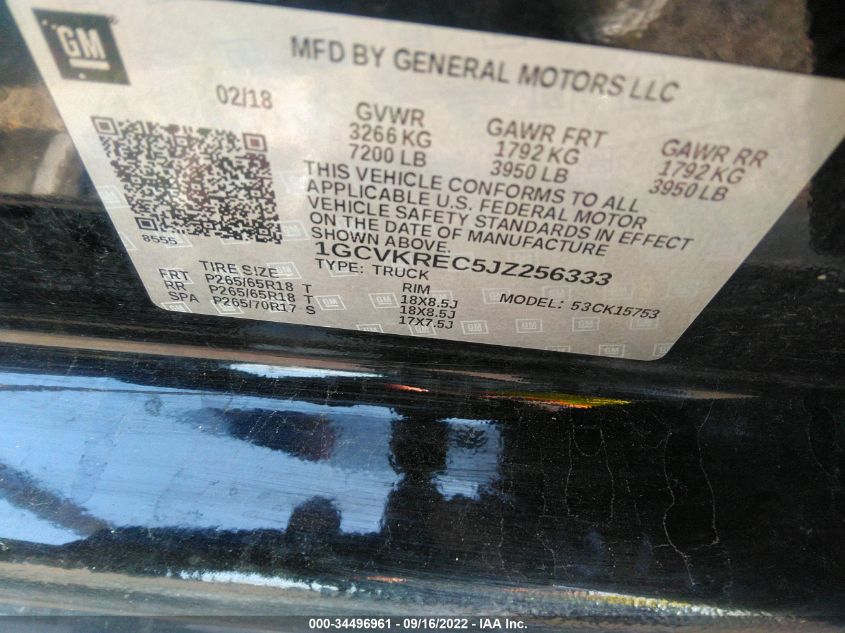 GM
MFD BY GENERAL MOTORS LLC
02/18
GVWR
3266 KG
7200 LB
GAWR FRT
1792 KG
3950 LB
GAWR RR
1792 KG
3950 LB
THIS VEHICLE CONFORMS TO ALL
APPLICABLE U.S. FEDERAL MOTOR
VEHICLE SAFETY STANDARDS IN EFFECT
ON THE DATE OF MANUFACTURE
SHOWN ABOVE.
8555
1GCVKREC5JZ256333
TYPE: TRUCK
MODEL: 53CK15753
TIRE SIZE RIM
FRT P265/65R18 T 18X8.5J
RR P265/65R18 T 18X8.5J
SPA P265/70R17 S 17X7.5J
000-34496961 - 09/16/2022 - IAA Inc.